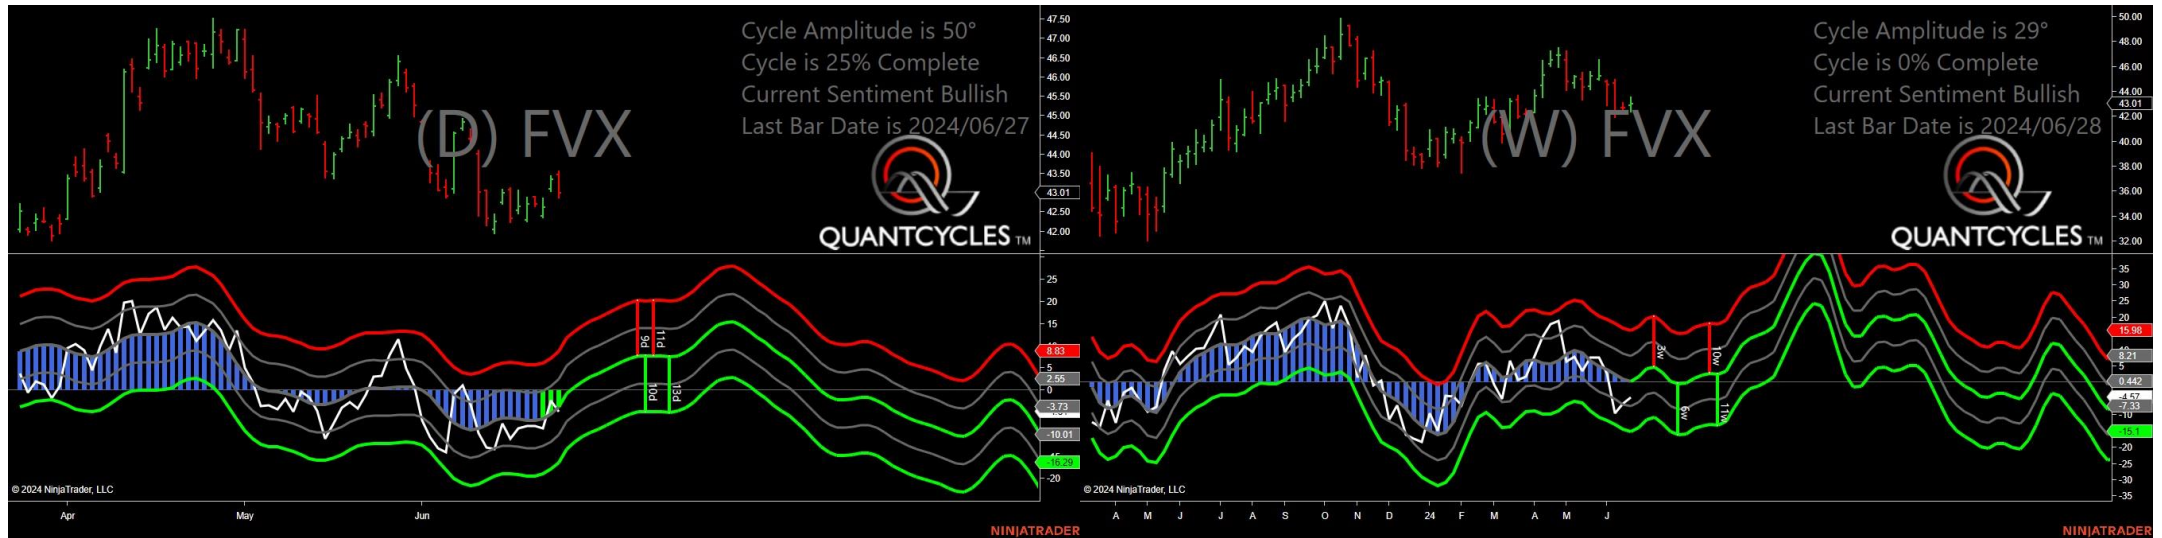 Cycle Amplitude is 50°
Cycle is 25% Complete
Current Sentiment Bullish
Last Bar Date is 2024/06/27
(D) FVX
QUANTCYCLES TM
47.50
47.00
46.50
46.00
45.50
45.00
44.50
44.00
43.50
43.01
42.50
42.00
25
20
15
8.83
5
2.55
0
-3.73
-10.01
-16.29
-20
9d
11d
10d
13d
© 2024 NinjaTrader, LLC
Apr
May
Jun
NINJATRADER
Cycle Amplitude is 29°
Cycle is 0% Complete
Current Sentiment Bullish
Last Bar Date is 2024/06/28
(W) FVX
QUANTCYCLES TM
50.00
48.00
46.00
44.00
43.01
42.00
40.00
38.00
36.00
34.00
32.00
35
30
25
20
15.98
8.21
5
0.442
-4.57
-7.33
-10
-15.1
-20
-25
-30
-35
10w
6w
11w
© 2024 NinjaTrader, LLC
A M J J A S O N D 24 F M A M J
NINJATRADER